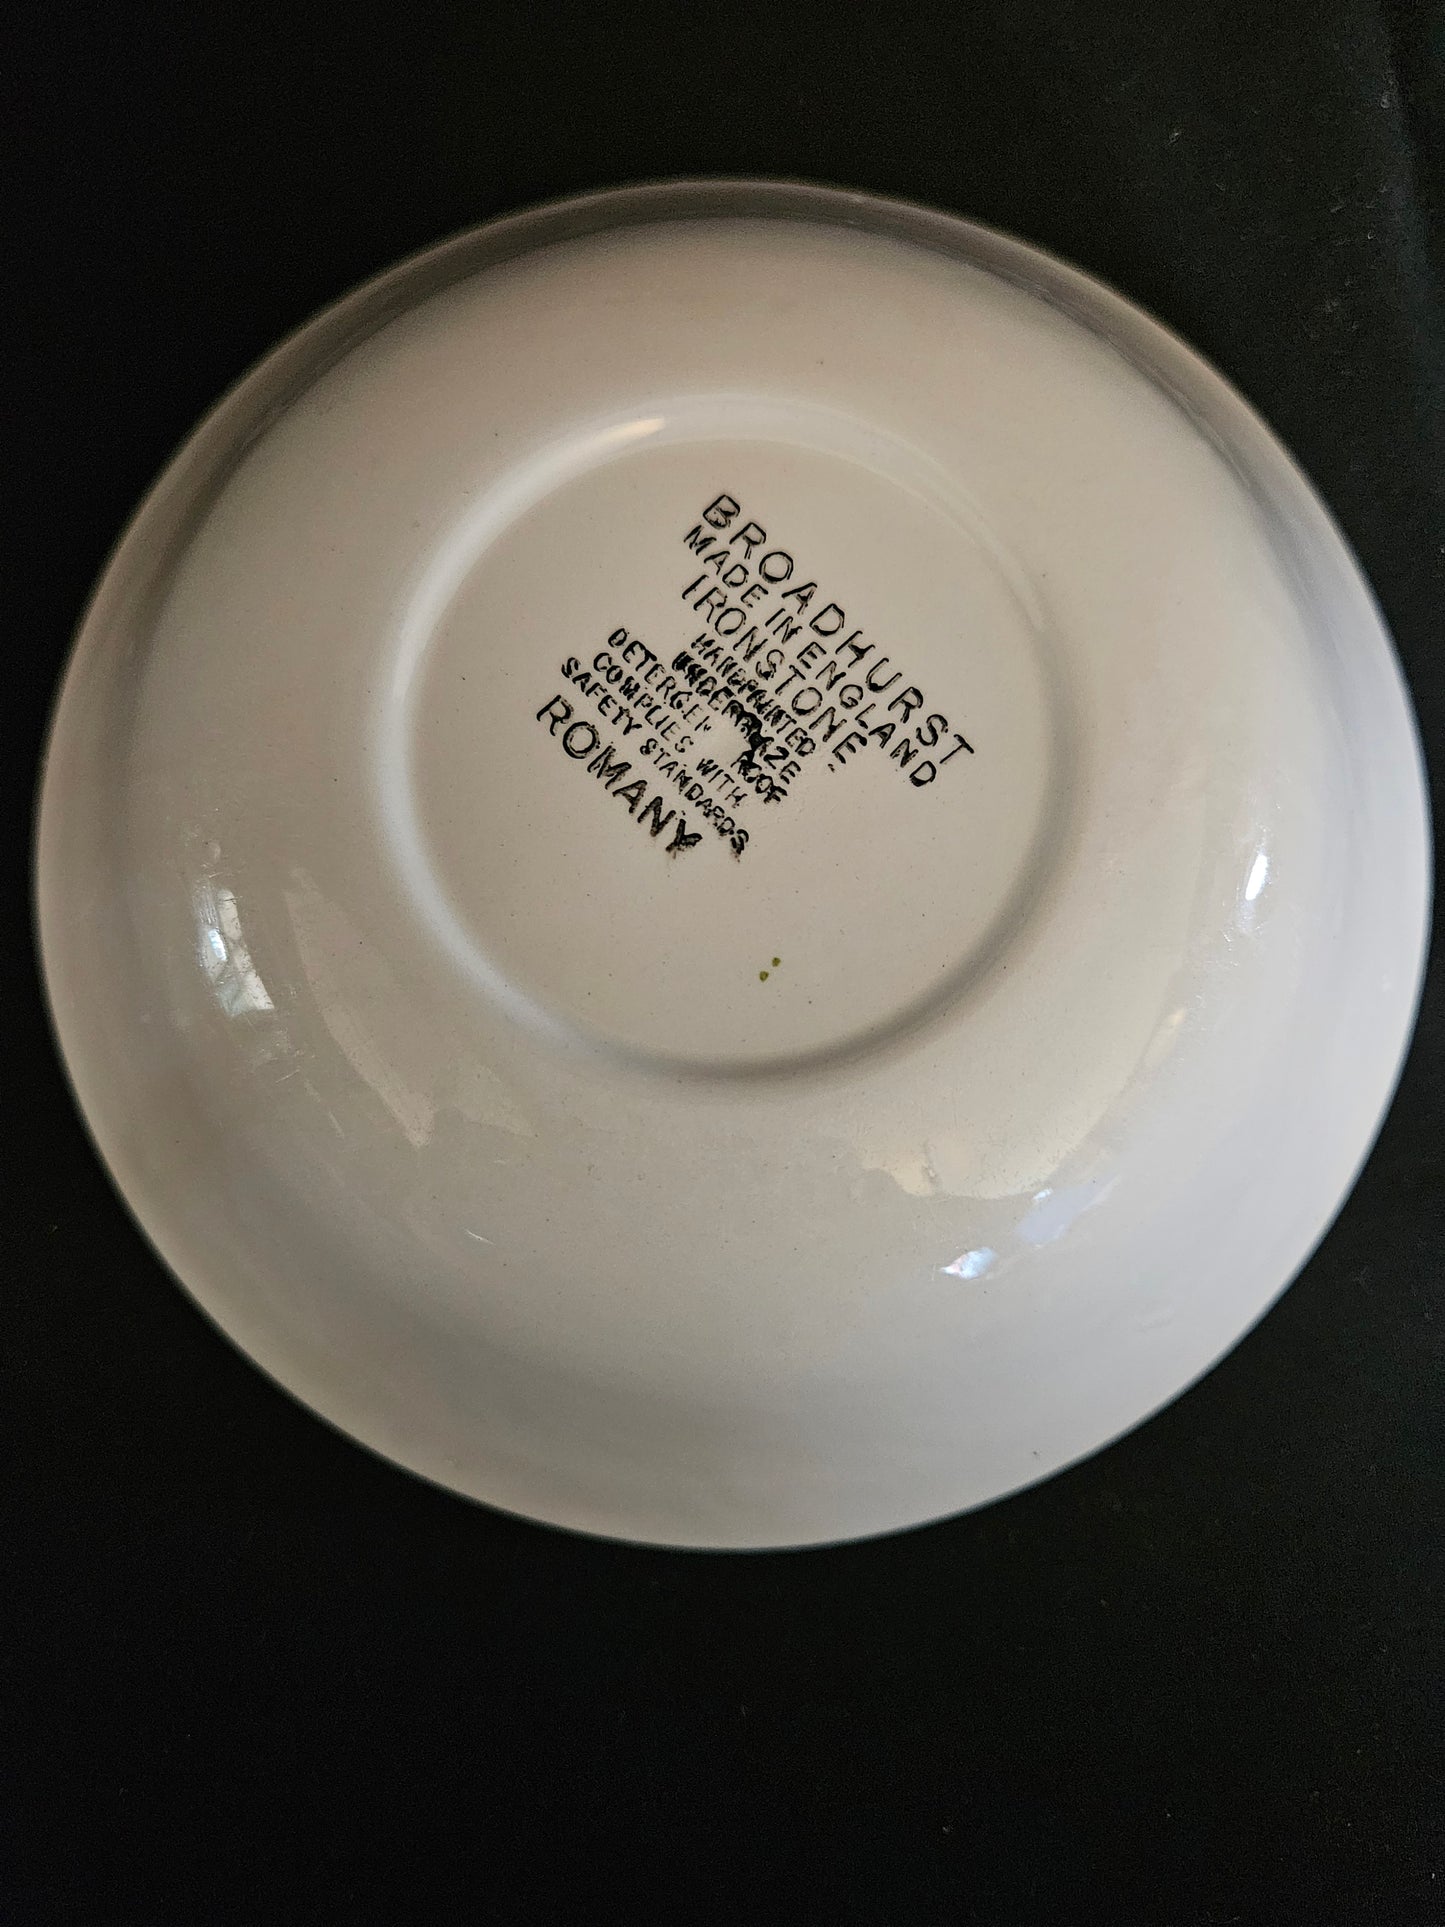 BROADHURST
MADE IN ENGLAND
IRONSTONE
HANDPAINTED
UNDERGLAZE
DETERGENT PROOF
COMPLIES WITH
SAFETY STANDARDS
ROMANY